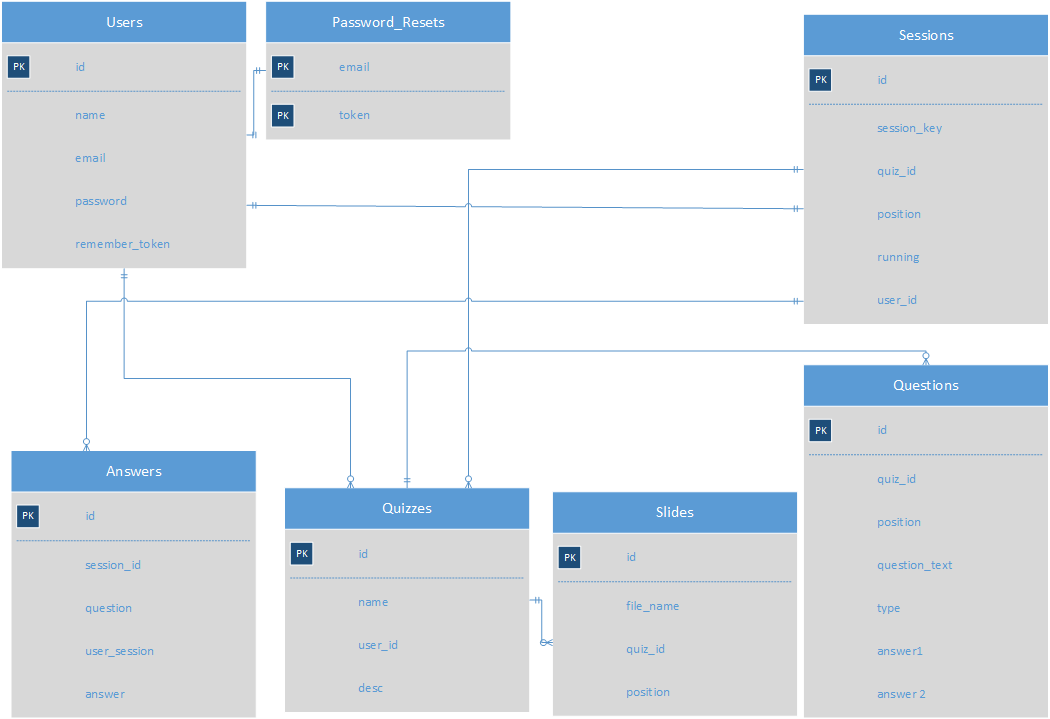 Users
PK id
name
email
password
remember_token
Password_Resets
PK email
PK token
Sessions
PK id
session_key
quiz_id
position
running
user_id
Answers
PK id
session_id
question
user_session
answer
Quizzes
PK id
name
user_id
desc
Slides
PK id
file_name
quiz_id
position
Questions
PK id
quiz_id
position
question_text
type
answer1
answer 2